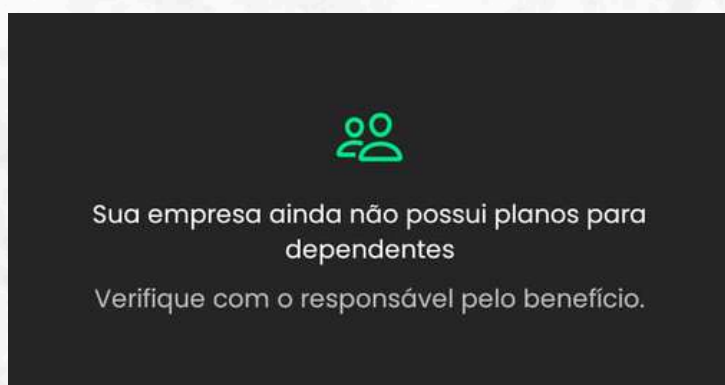 Sua empresa ainda não possui planos para
dependentes
Verifique com o responsável pelo benefício.